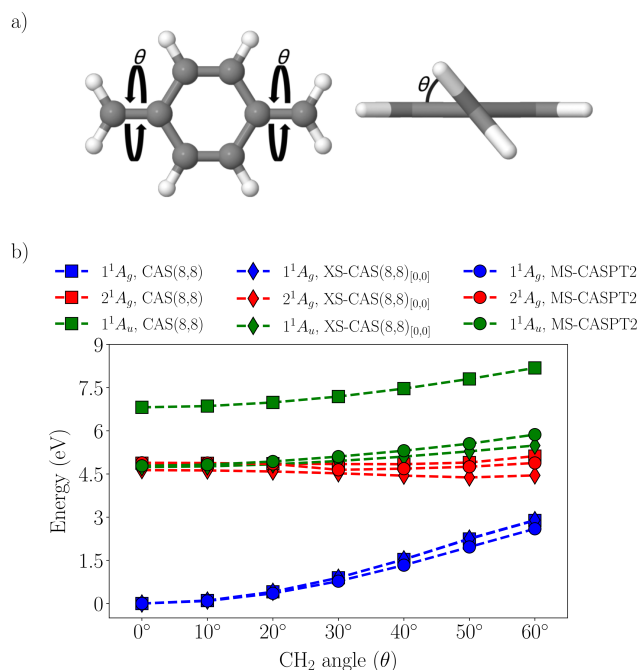 a)
θ θ
θ
b)
1¹A_g, CAS(8,8) 1¹A_g, XS-CAS(8,8)_[0,0] 1¹A_g, MS-CASPT2
2¹A_g, CAS(8,8) 2¹A_g, XS-CAS(8,8)_[0,0] 2¹A_g, MS-CASPT2
1¹A_u, CAS(8,8) 1¹A_u, XS-CAS(8,8)_[0,0] 1¹A_u, MS-CASPT2
9
7.5
6
4.5
3
1.5
0
Energy (eV)
0° 10° 20° 30° 40° 50° 60°
CH₂ angle (θ)